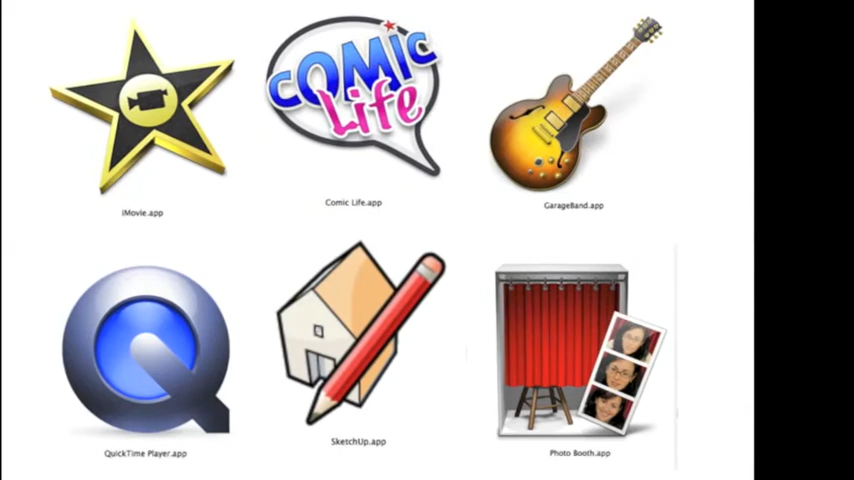 COMIC
Life
iMovie.app
Comic Life.app
GarageBand.app
QuickTime Player.app
SketchUp.app
Photo Booth.app